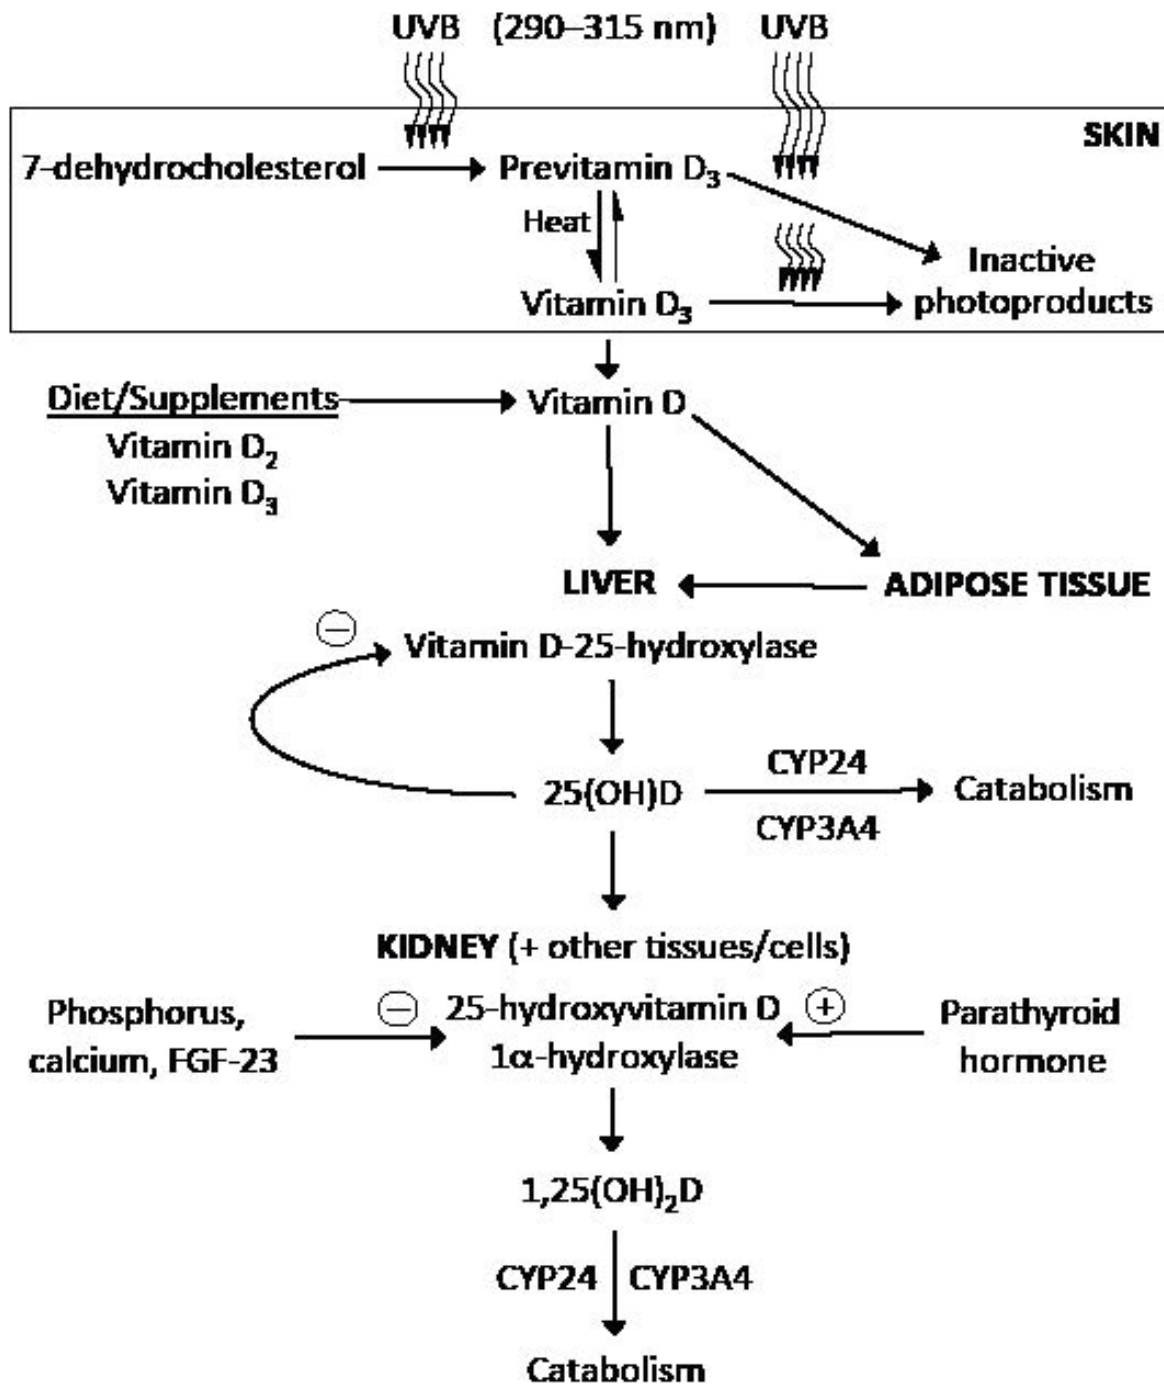 UVB (290–315 nm) UVB
SKIN
7-dehydrocholesterol
Previtamin D₃
Heat
Inactive
photoproducts
Vitamin D₃
Diet/Supplements
Vitamin D
Vitamin D₂
Vitamin D₃
LIVER
ADIPOSE TISSUE
−
Vitamin D-25-hydroxylase
25(OH)D
CYP24
CYP3A4
Catabolism
KIDNEY (+ other tissues/cells)
Phosphorus,
calcium, FGF-23
−
25-hydroxyvitamin D
1α-hydroxylase
+
Parathyroid
hormone
1,25(OH)₂D
CYP24
CYP3A4
Catabolism